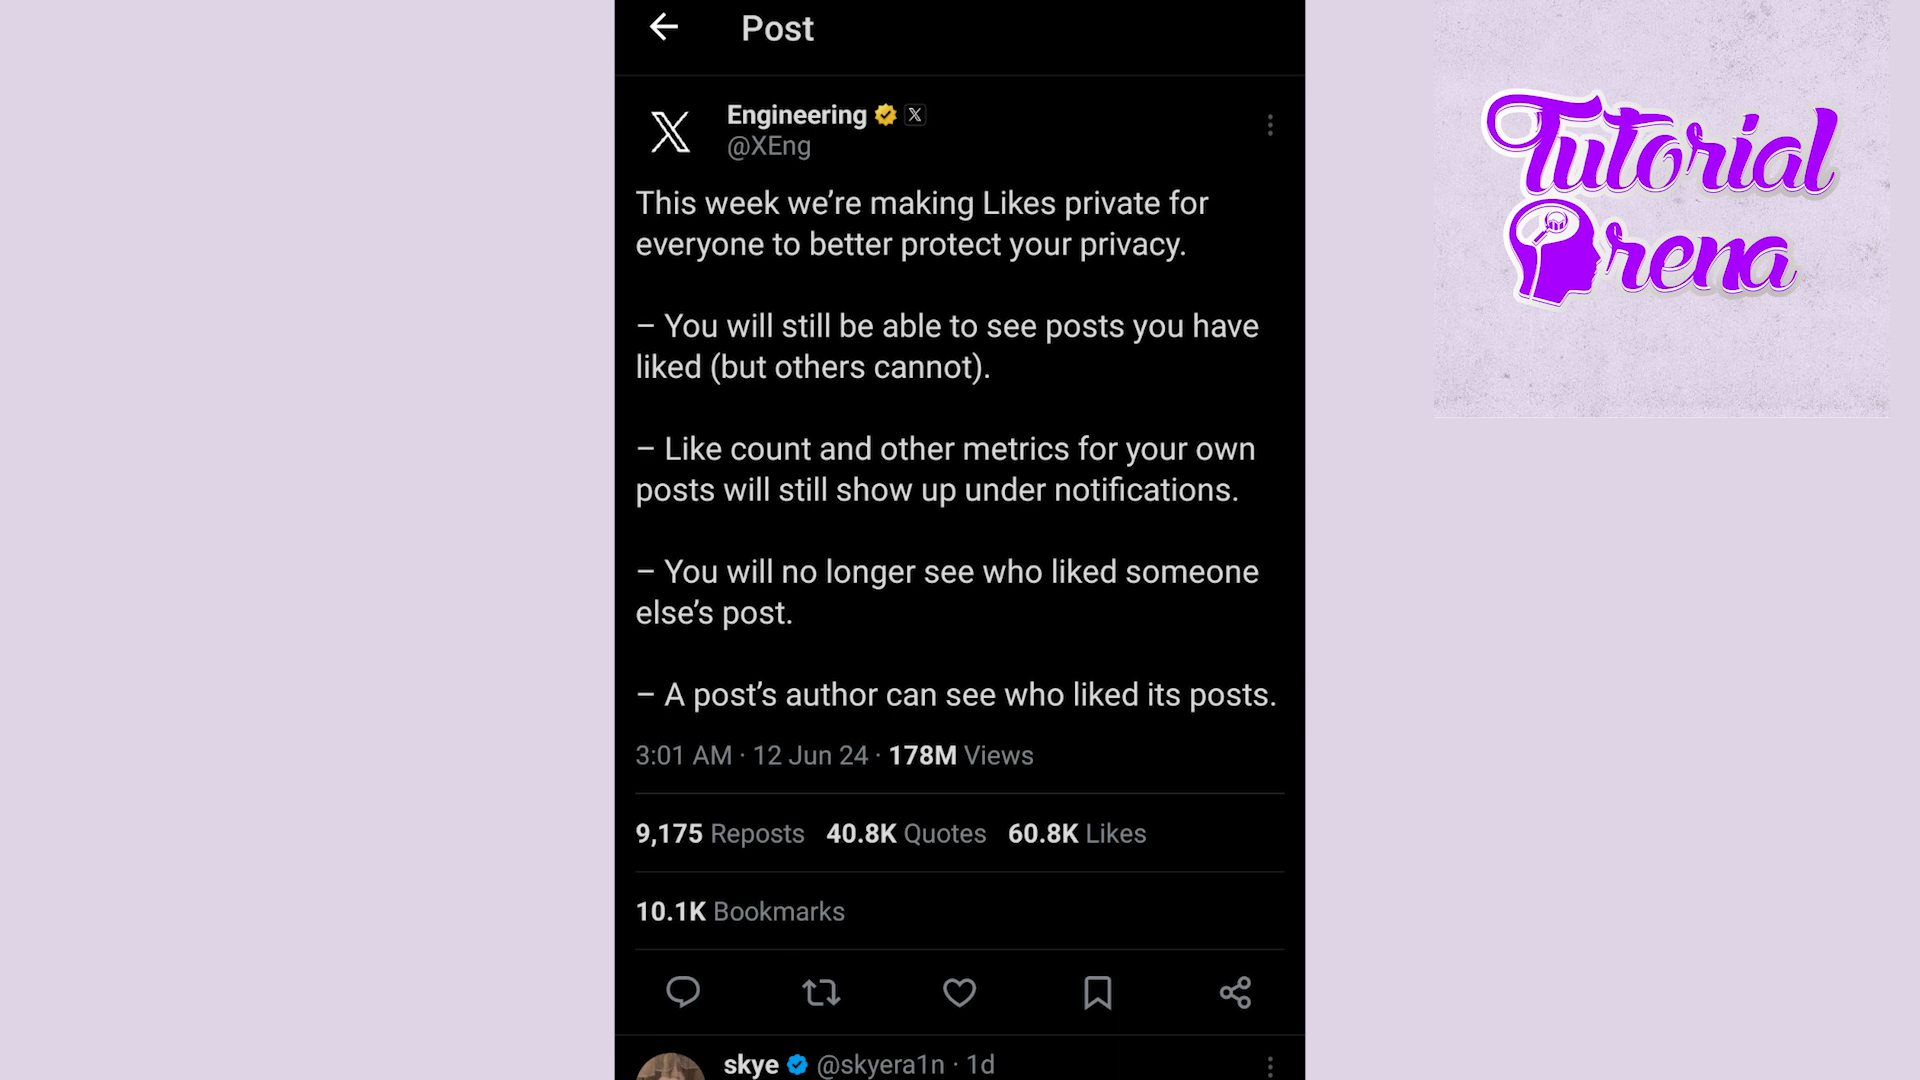 Post
Engineering
@XEng
This week we’re making Likes private for
everyone to better protect your privacy.
– You will still be able to see posts you have
liked (but others cannot).
– Like count and other metrics for your own
posts will still show up under notifications.
– You will no longer see who liked someone
else’s post.
– A post’s author can see who liked its posts.
3:01 AM · 12 Jun 24 · 178M Views
9,175 Reposts 40.8K Quotes 60.8K Likes
10.1K Bookmarks
skye @skyera1n · 1d
Tutorial
Arena